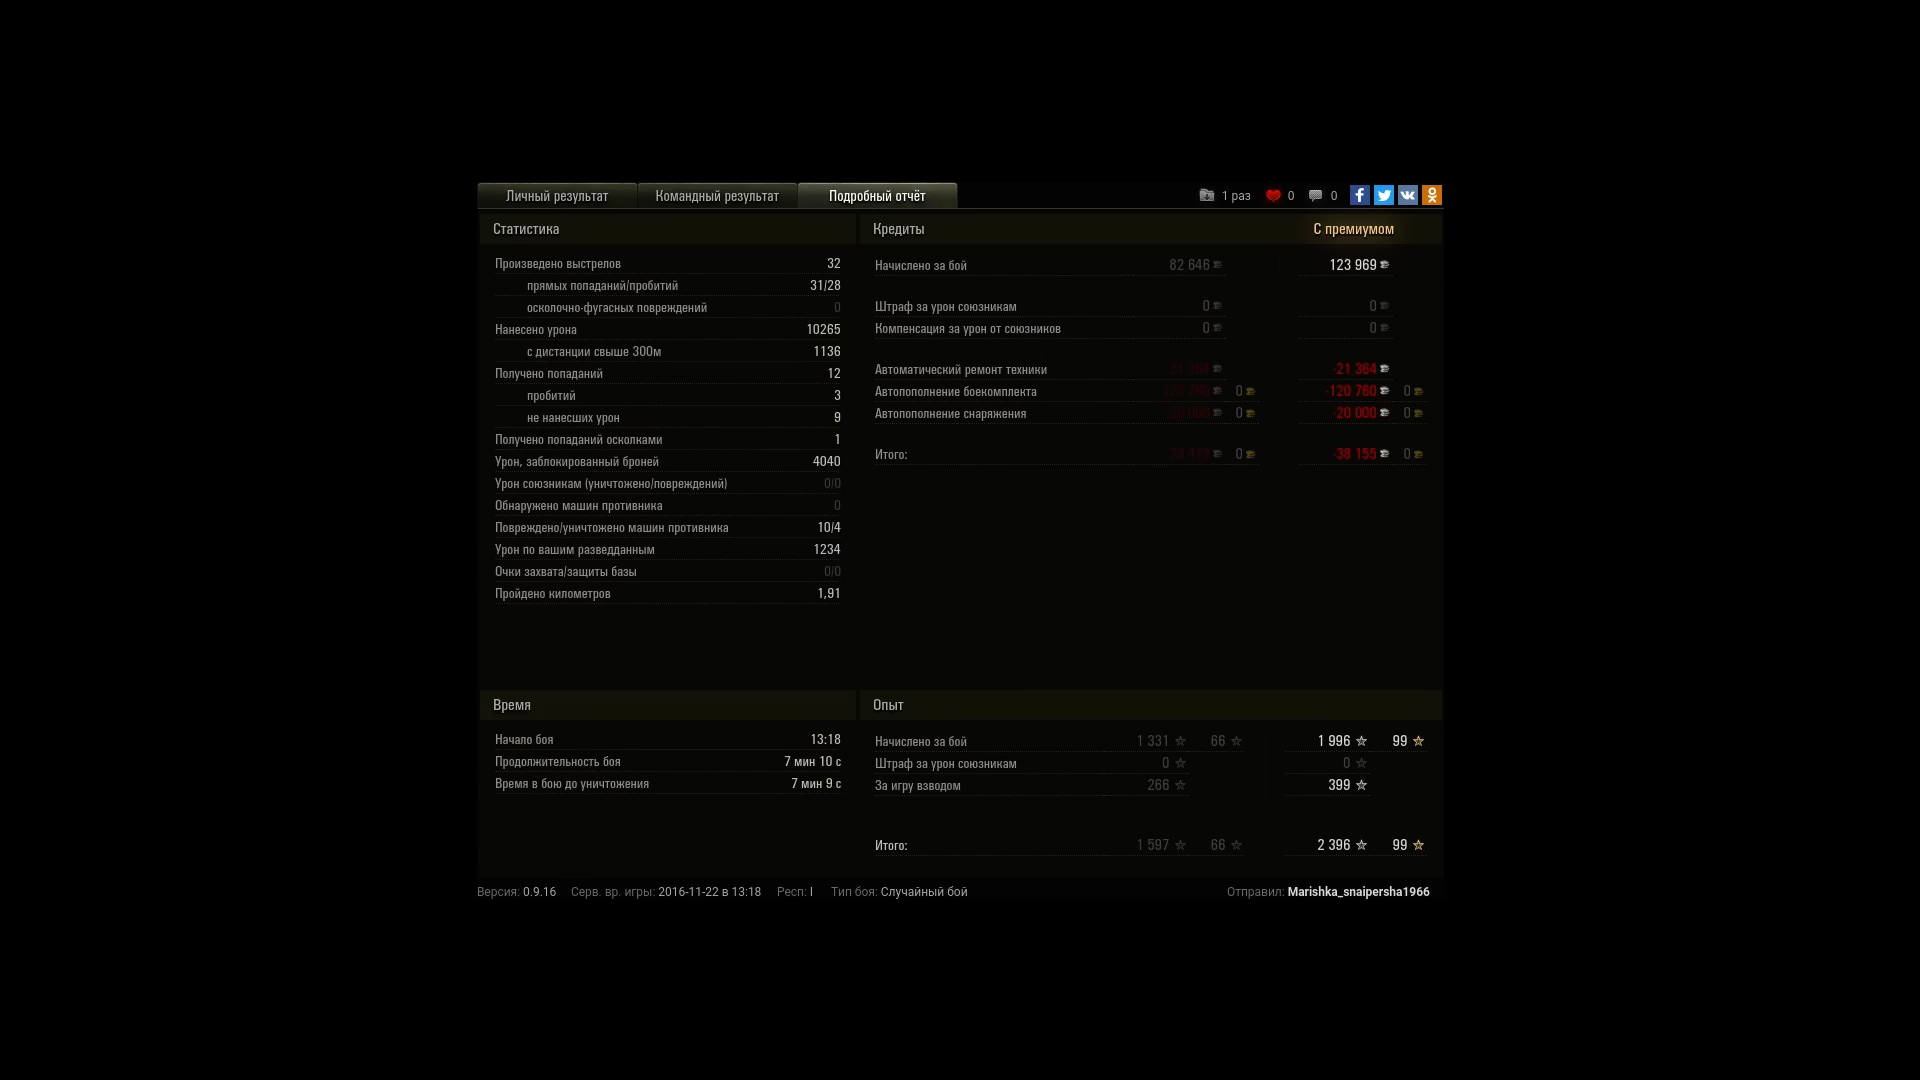 Личный результат Командный результат Подробный отчёт 1 раз 0 0
Статистика
Произведено выстрелов 32
прямых попаданий/пробитий 31/28
осколочно-фугасных повреждений 0
Нанесено урона 10265
с дистанции свыше 300м 1136
Получено попаданий 12
пробитий 3
не нанесших урон 9
Получено попаданий осколками 1
Урон, заблокированный броней 4040
Урон союзникам (уничтожено/повреждений) 0/0
Обнаружено машин противника 0
Повреждено/уничтожено машин противника 10/4
Урон по вашим разведданным 1234
Очки захвата/защиты базы 0/0
Пройдено километров 1,91
Кредиты С премиумом
Начислено за бой 82 646 123 969
Штраф за урон союзникам 0 0
Компенсация за урон от союзников 0 0
Автоматический ремонт техники -21 364 -21 364
Автопополнение боекомплекта -120 760 0 -120 760 0
Автопополнение снаряжения -20 000 0 -20 000 0
Итого: 0 -38 155 0
Время
Начало боя 13:18
Продолжительность боя 7 мин 10 с
Время в бою до уничтожения 7 мин 9 с
Опыт
Начислено за бой 1 331 66 1 996 99
Штраф за урон союзникам 0 0
За игру взводом 266 399
Итого: 1 597 66 2 396 99
Версия: 0.9.16 Серв. вр. игры: 2016-11-22 в 13:18 Респ: I Тип боя: Случайный бой Отправил: Marishka_snaipersha1966